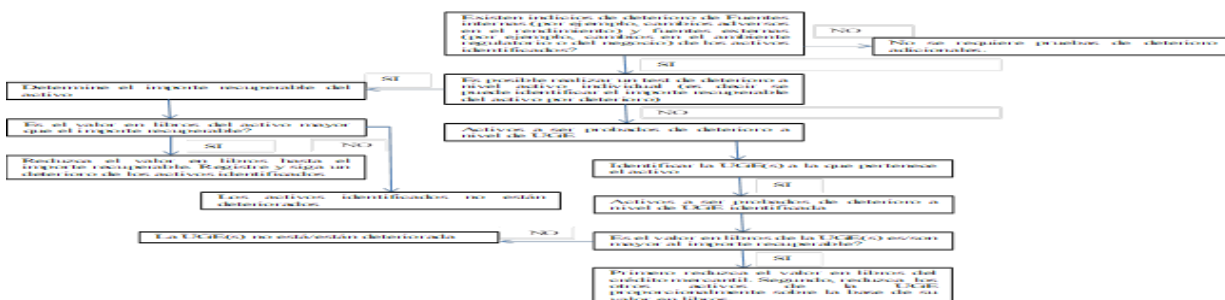 Existen indicios de deterioro de Fuentes
internas (por ejemplo, cambios adversos
en el rendimiento) y fuentes externas
(por ejemplo, cambios en el ambiente
regulatorio o del negocio) de los activos
identificados?
NO
No se requiere pruebas de deterioro
adicionales.
SI
Es posible realizar un test de deterioro a
nivel activo individual (es decir se
puede identificar el importe recuperable
del activo por deterioro)
SI
Determine el importe recuperable del
activo
NO
Es el valor en libros del activo mayor
que el importe recuperable?
Activos a ser probados de deterioro a
nivel de UGE
SI
NO
Reduzca el valor en libros hasta el
importe recuperable. Registre y siga un
deterioro de los activos identificados
Identificar la UGE(s) a la que pertenece
el activo
SI
Los activos identificados no están
deteriorados
Activos a ser probados de deterioro a
nivel de UGE identificada
NO
La UGE(s) no está/están deteriorada
Es el valor en libros de la UGE(s) es/son
mayor al importe recuperable?
SI
Primero reduzca el valor en libros del
crédito mercantil. Segundo, reduzca los
otros activos de la UGE
proporcionalmente sobre la base de su
valor en libros